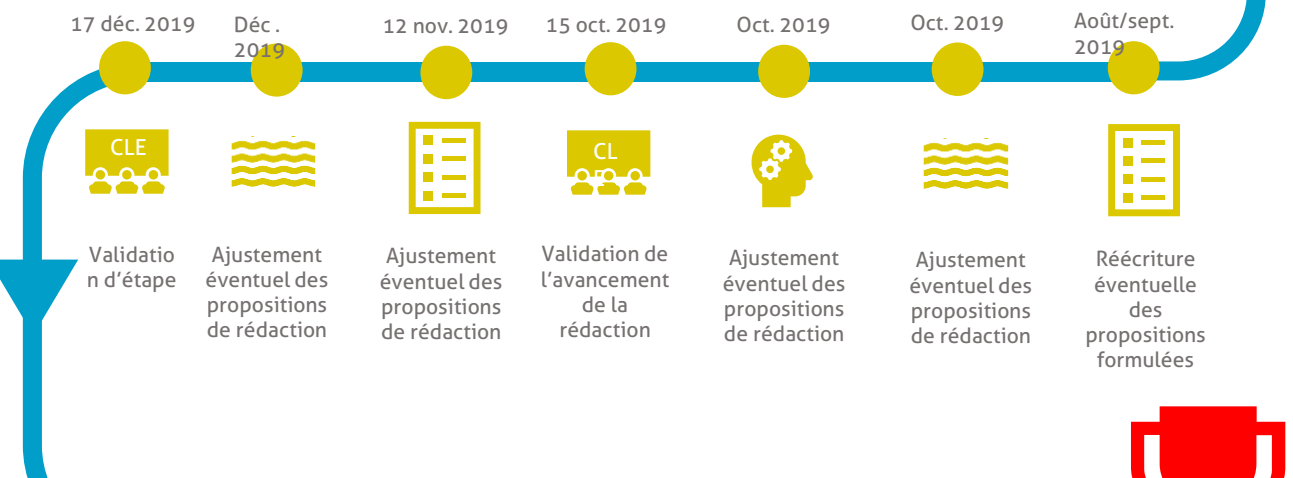 17 déc. 2019
Déc .
2019
12 nov. 2019
15 oct. 2019
Oct. 2019
Oct. 2019
Août/sept.
2019
CLE
CL
E
Validatio
n d’étape
Ajustement
éventuel des
propositions
de rédaction
Ajustement
éventuel des
propositions
de rédaction
Validation de
l’avancement
de la
rédaction
Ajustement
éventuel des
propositions
de rédaction
Ajustement
éventuel des
propositions
de rédaction
Réécriture
éventuelle
des
propositions
formulées